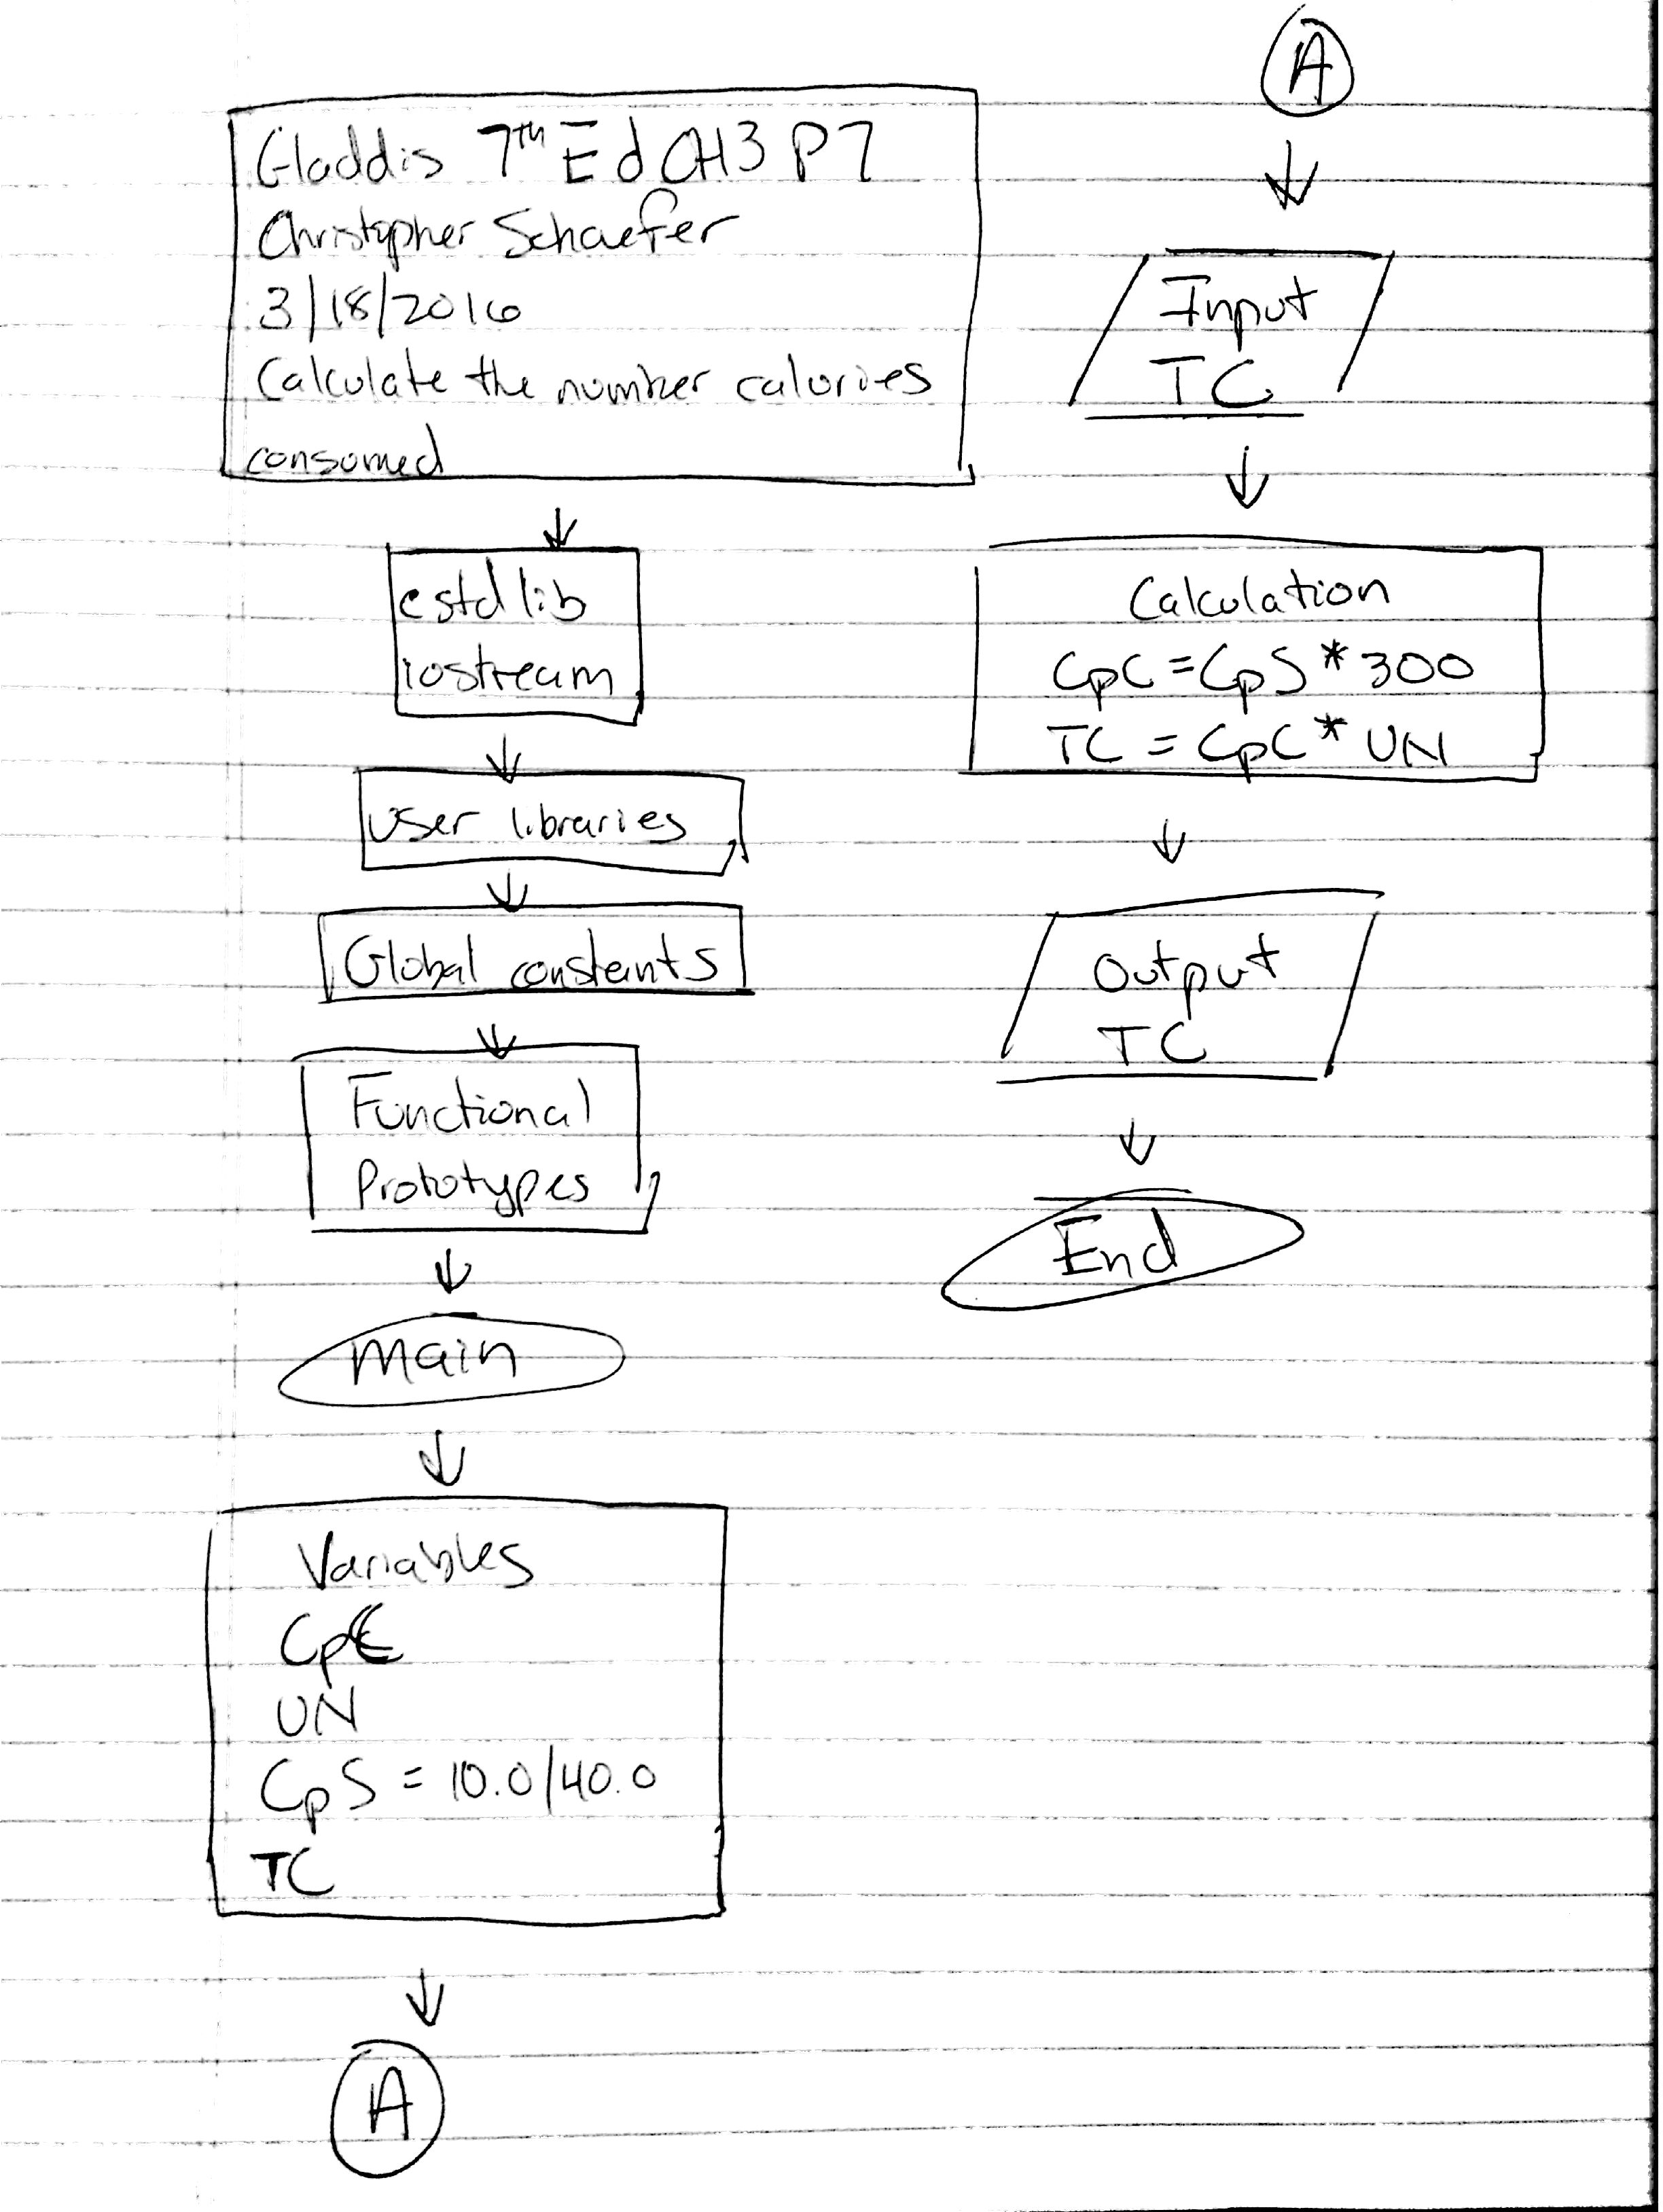 Gladdis 7th Ed CH3 P7
Christopher Schaefer
3/18/2016
Calculate the number calories
consumed
cstdlib
iostream
User libraries
Global constants
Functional
Prototypes
Main
Variables
CpC
UN
CpS = 10.0/40.0
TC
A
A
Input
TC
Calculation
CpC = CpS * 300
TC = CpC * UN
Output
TC
End